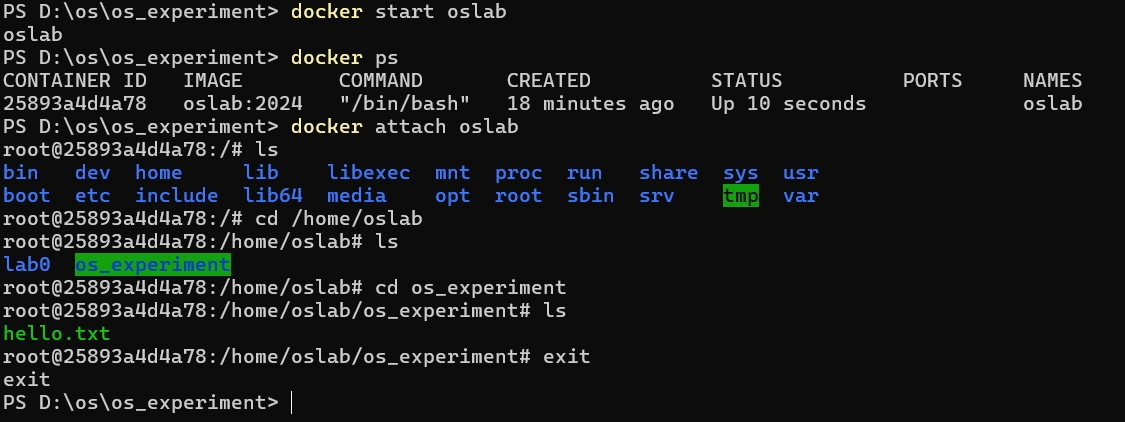 PS D:\os\os_experiment> docker start oslab
oslab
PS D:\os\os_experiment> docker ps
CONTAINER ID   IMAGE        COMMAND       CREATED          STATUS          PORTS     NAMES
25893a4d4a78   oslab:2024   "/bin/bash"   18 minutes ago   Up 10 seconds             oslab
PS D:\os\os_experiment> docker attach oslab
root@25893a4d4a78:/# ls
bin   dev  home     lib    libexec  mnt  proc  run   share  sys  usr
boot  etc  include  lib64  media    opt  root  sbin  srv    tmp  var
root@25893a4d4a78:/# cd /home/oslab
root@25893a4d4a78:/home/oslab# ls
lab0  os_experiment
root@25893a4d4a78:/home/oslab# cd os_experiment
root@25893a4d4a78:/home/oslab/os_experiment# ls
hello.txt
root@25893a4d4a78:/home/oslab/os_experiment# exit
exit
PS D:\os\os_experiment>